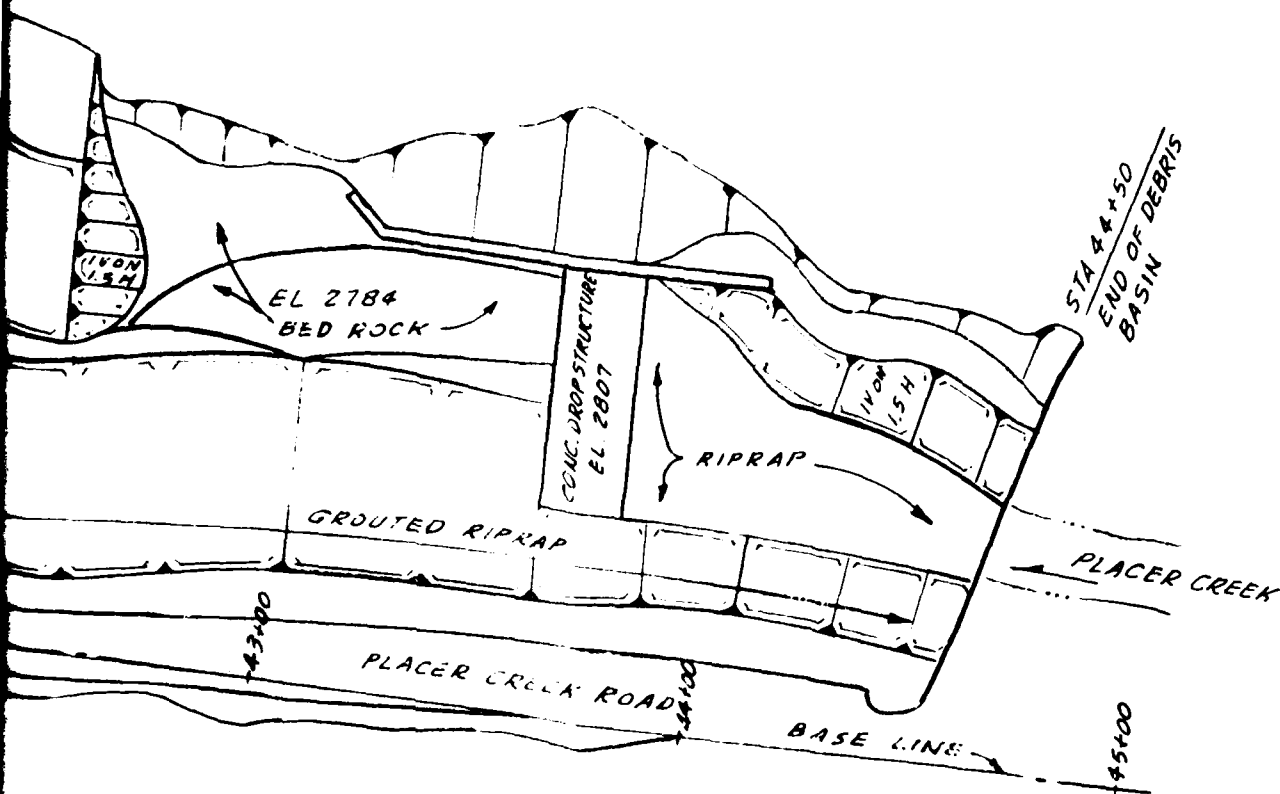 STA 44+50
END OF DEBRIS
BASIN
1V ON
1.5 H
EL 2784
BED ROCK
CONC. DROP STRUCTURE
EL. 2807
1V ON
1.5 H
RIPRAP
GROUTED RIPRAP
PLACER CREEK
43+00
PLACER CREEK ROAD
44+00
BASE LINE
45+00